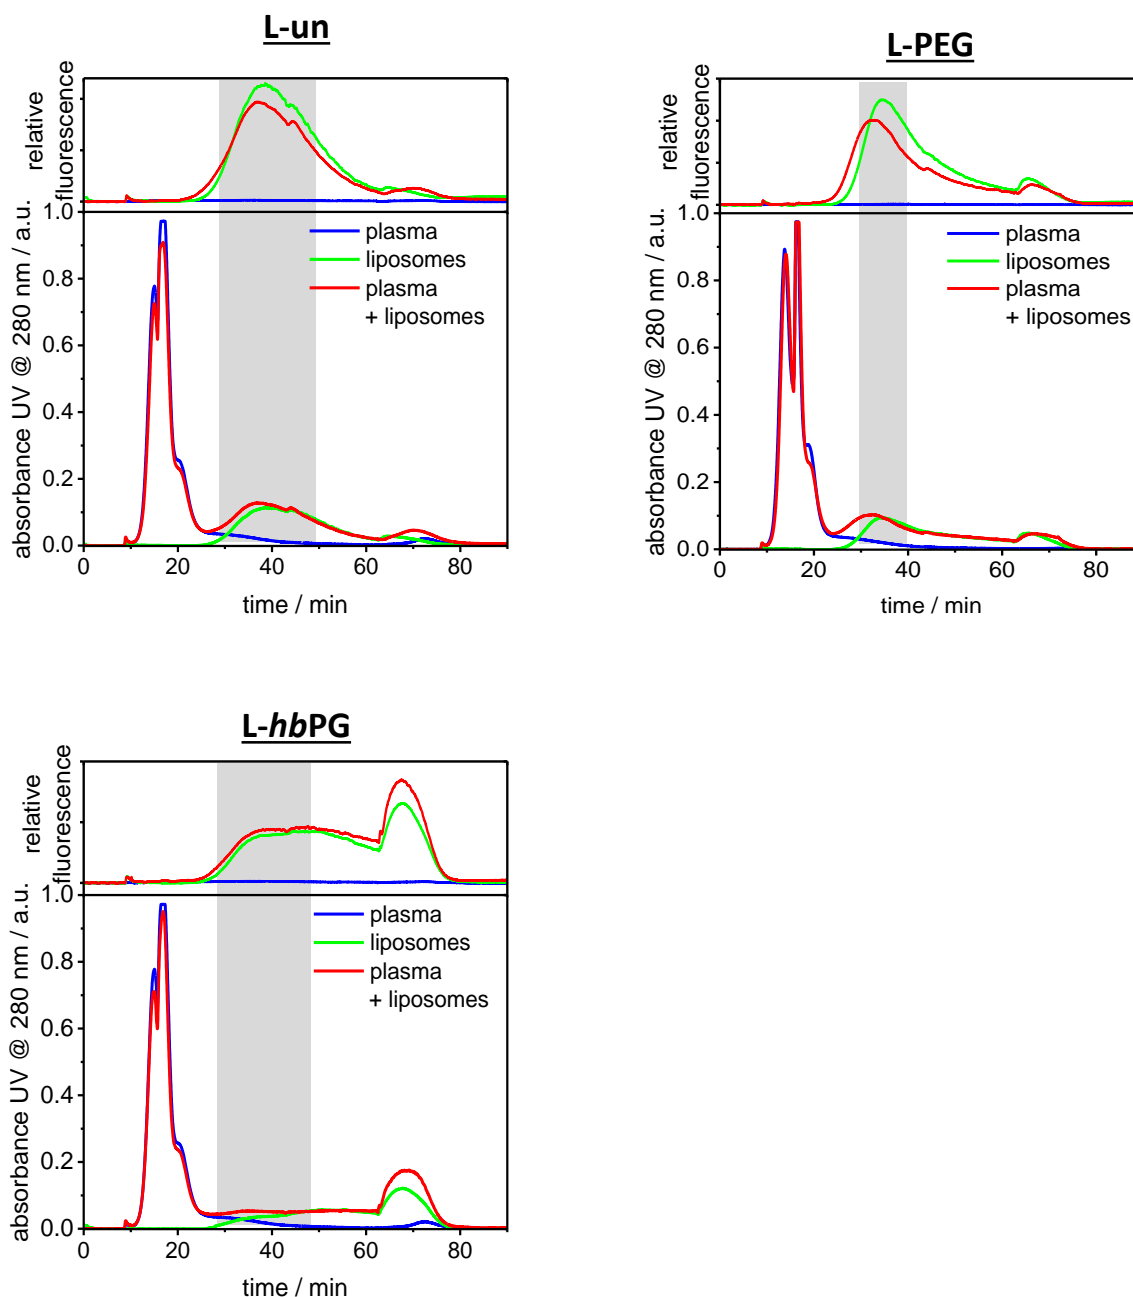 L-un
relative
fluorescence
1.0
0.8
0.6
0.4
0.2
0.0
absorbance UV @ 280 nm / a.u.
plasma
liposomes
plasma
+ liposomes
0 20 40 60 80
time / min
L-PEG
relative
fluorescence
1.0
0.8
0.6
0.4
0.2
0.0
absorbance UV @ 280 nm / a.u.
plasma
liposomes
plasma
+ liposomes
0 20 40 60 80
time / min
L-hbPG
relative
fluorescence
1.0
0.8
0.6
0.4
0.2
0.0
absorbance UV @ 280 nm / a.u.
plasma
liposomes
plasma
+ liposomes
0 20 40 60 80
time / min